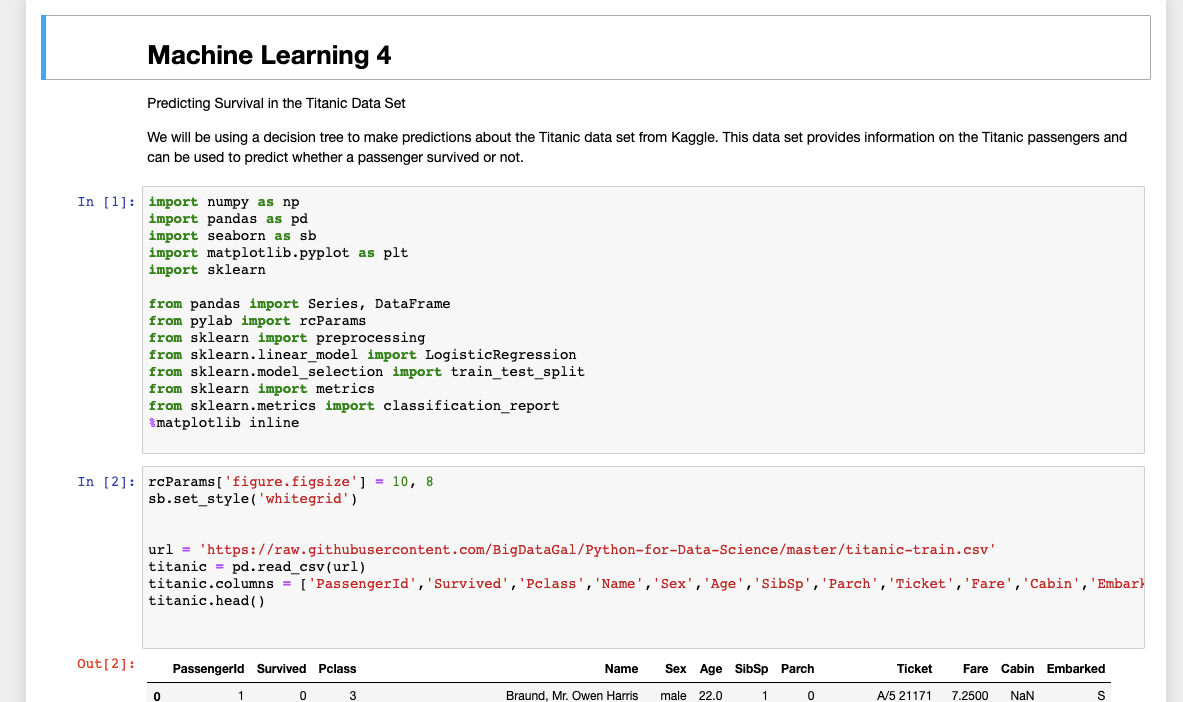 Machine Learning 4
Predicting Survival in the Titanic Data Set
We will be using a decision tree to make predictions about the Titanic data set from Kaggle. This data set provides information on the Titanic passengers and
can be used to predict whether a passenger survived or not.
In [1]: import numpy as np
import pandas as pd
import seaborn as sb
import matplotlib.pyplot as plt
import sklearn
from pandas import Series, DataFrame
from pylab import rcParams
from sklearn import preprocessing
from sklearn.linear_model import LogisticRegression
from sklearn.model_selection import train_test_split
from sklearn import metrics
from sklearn.metrics import classification_report
%matplotlib inline
In [2]: rcParams['figure.figsize'] = 10, 8
sb.set_style('whitegrid')
url = 'https://raw.githubusercontent.com/BigDataGal/Python-for-Data-Science/master/titanic-train.csv'
titanic = pd.read_csv(url)
titanic.columns = ['PassengerId','Survived','Pclass','Name','Sex','Age','SibSp','Parch','Ticket','Fare','Cabin','Embark
titanic.head()
Out[2]:
PassengerId Survived Pclass Name Sex Age SibSp Parch Ticket Fare Cabin Embarked
0 1 0 3 Braund, Mr. Owen Harris male 22.0 1 0 A/5 21171 7.2500 NaN S